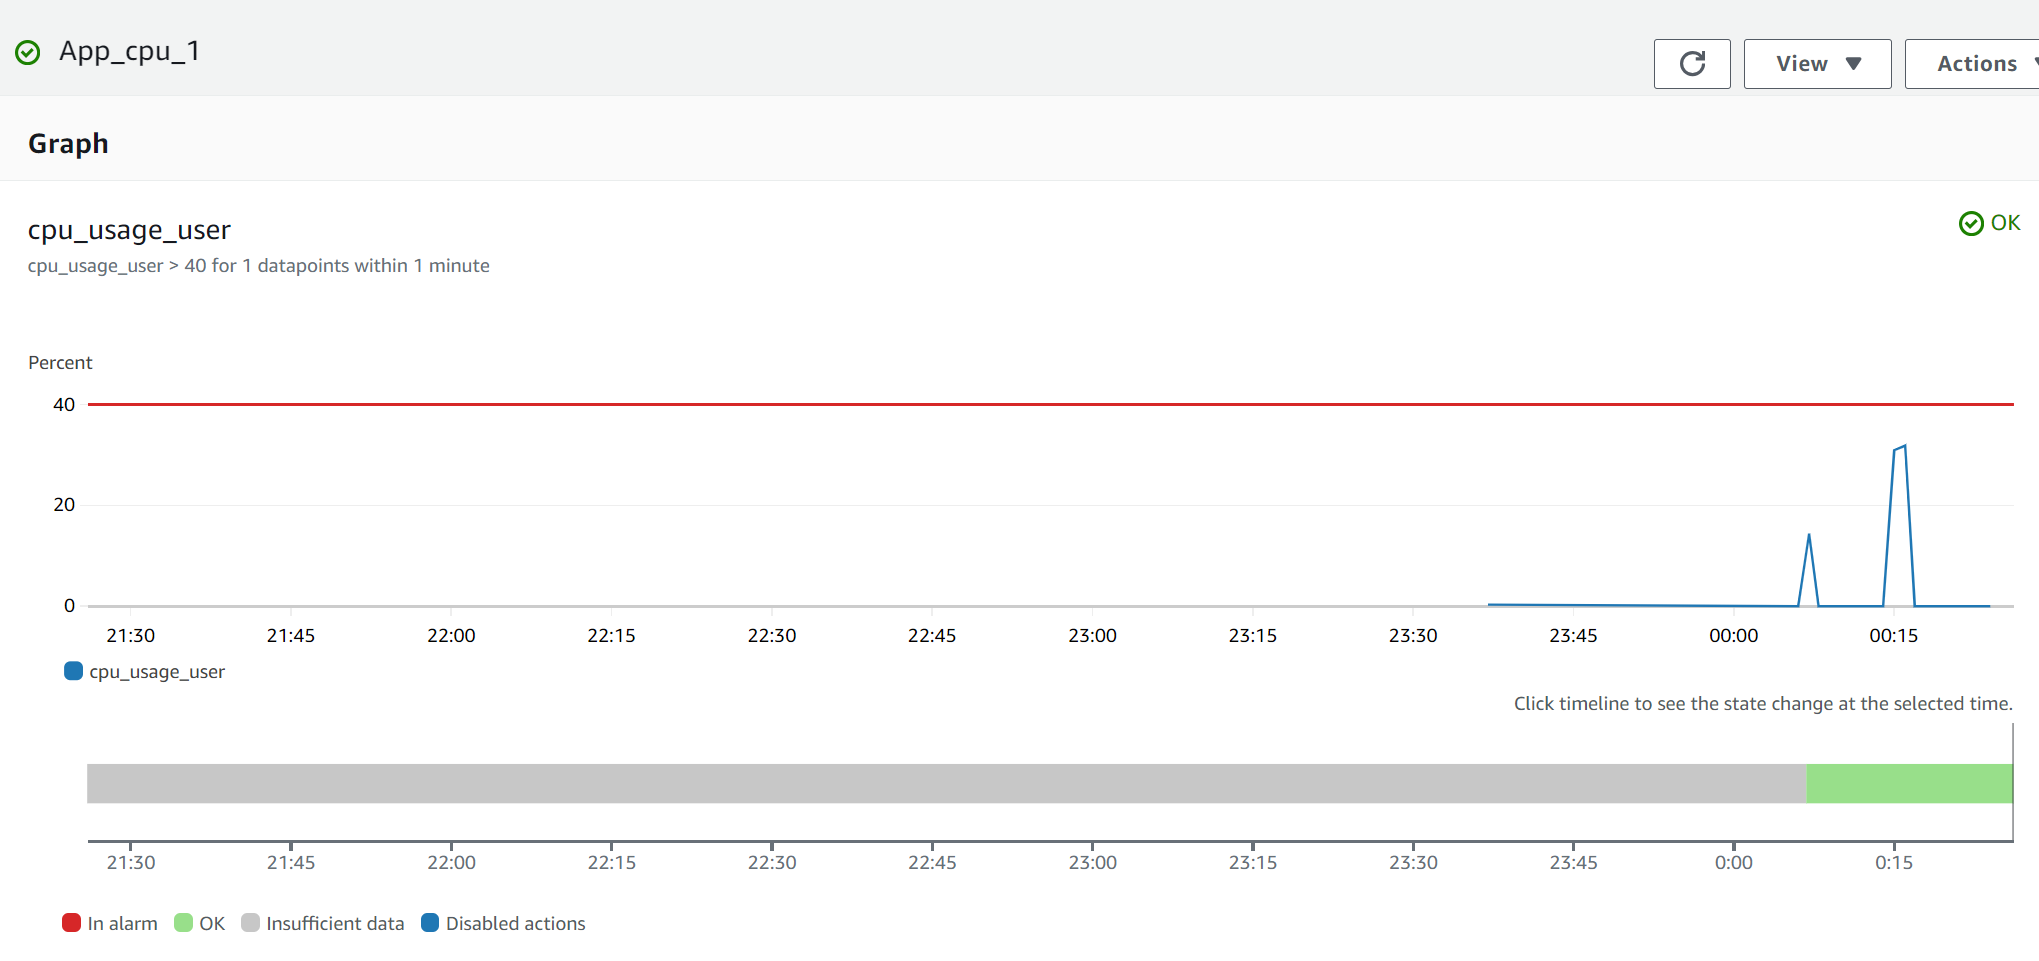 App_cpu_1
View
Actions
Graph
cpu_usage_user
OK
cpu_usage_user > 40 for 1 datapoints within 1 minute
Percent
40
20
0
21:30 21:45 22:00 22:15 22:30 22:45 23:00 23:15 23:30 23:45 00:00 00:15
cpu_usage_user
Click timeline to see the state change at the selected time.
21:30 21:45 22:00 22:15 22:30 22:45 23:00 23:15 23:30 23:45 0:00 0:15
In alarm OK Insufficient data Disabled actions